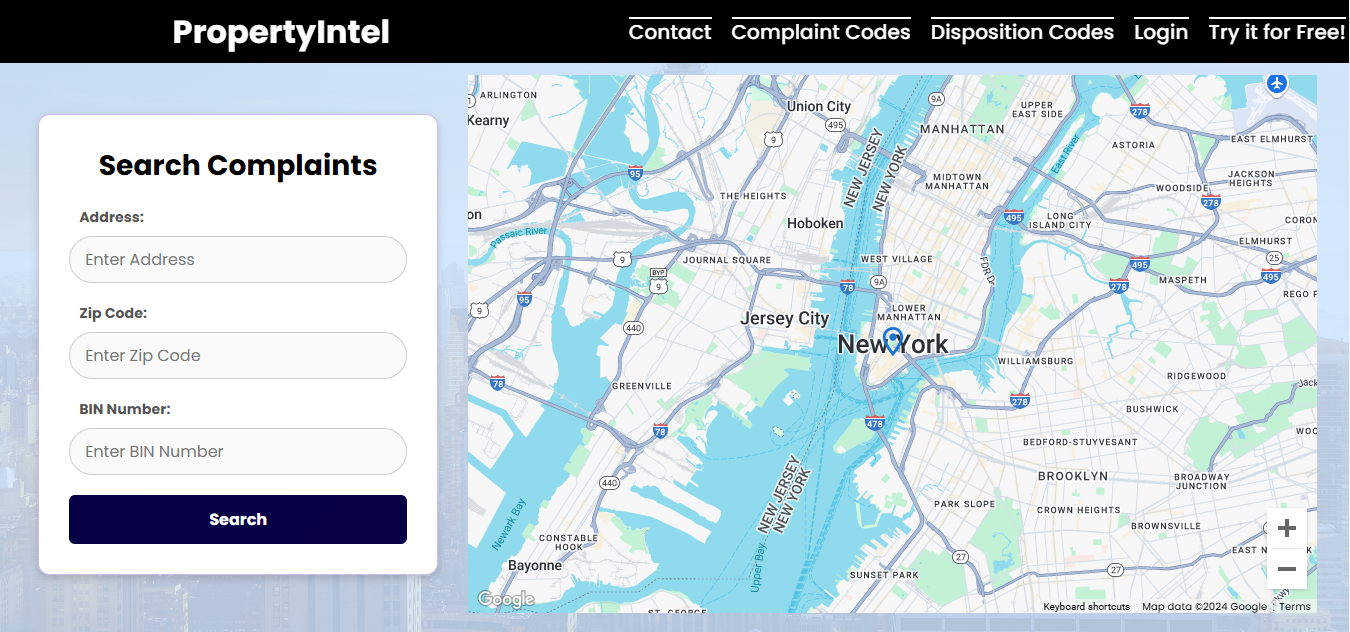 PropertyIntel
Contact
Complaint Codes
Disposition Codes
Login
Try it for Free!
Search Complaints
Address:
Enter Address
Zip Code:
Enter Zip Code
BIN Number:
Enter BIN Number
Search
ARLINGTON
Kearny
Union City
495
9
9A
MANHATTAN
UPPER
EAST SIDE
278
ASTORIA
EAST ELMHURST
East River
NEW JERSEY
NEW YORK
95
THE HEIGHTS
MIDTOWN
MANHATTAN
WOODSIDE
JACKSON
HEIGHTS
278
on
Hoboken
495
LONG
ISLAND CITY
CORON
Passaic River
ELMHURST
9
JOURNAL SQUARE
WEST VILLAGE
25
BYP
9
78
9A
FDR Dr
495
495
278
MASPETH
REGO P
95
9
440
Jersey City
LOWER
MANHATTAN
New York
WILLIAMSBURG
RIDGEWOOD
78
GREENVILLE
Jack
278
BUSHWICK
478
78
WOO
BEDFORD-STUYVESANT
NEW JERSEY
NEW YORK
440
BROOKLYN
BROADWAY
JUNCTION
PARK SLOPE
CROWN HEIGHTS
Newark Bay
BROWNSVILLE
+
CONSTABLE
HOOK
EAST N
K
27
Bayonne
Upper Bay
SUNSET PARK
27
−
Google
ST. GEORGE
kwy
Keyboard shortcuts
Map data ©2024 Google
Terms